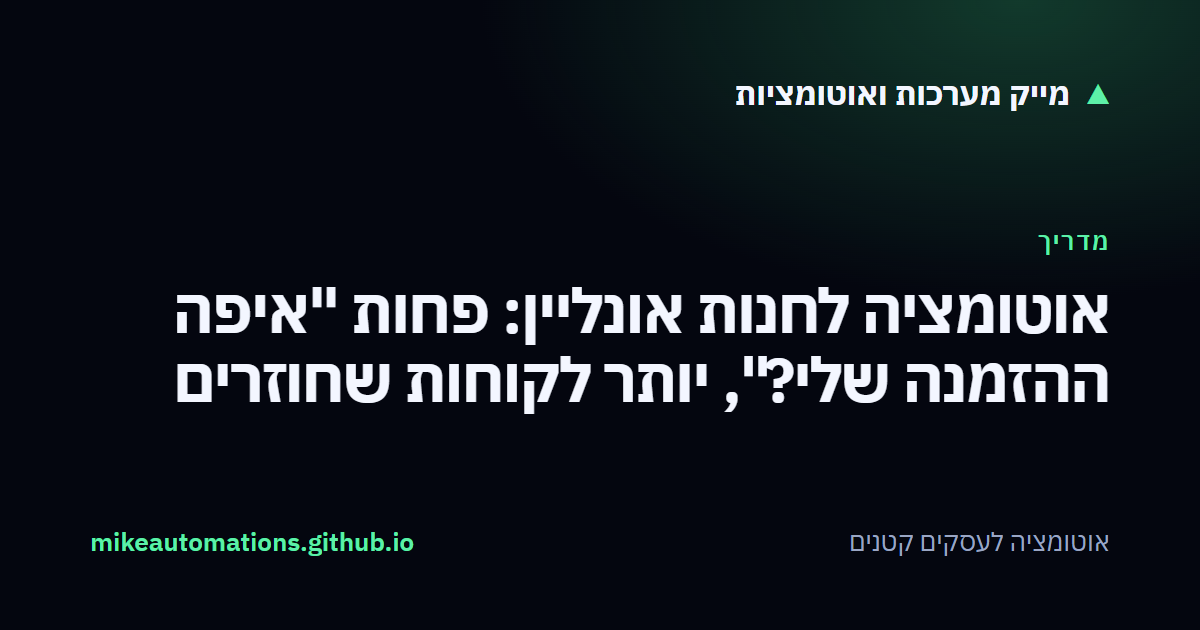 מייק מערכות ואוטומציות
מדריך
אוטומציה לחנות אונליין: פחות "איפה
ההזמנה שלי?", יותר לקוחות שחוזרים
אוטומציה לעסקים קטנים
mikeautomations.github.io